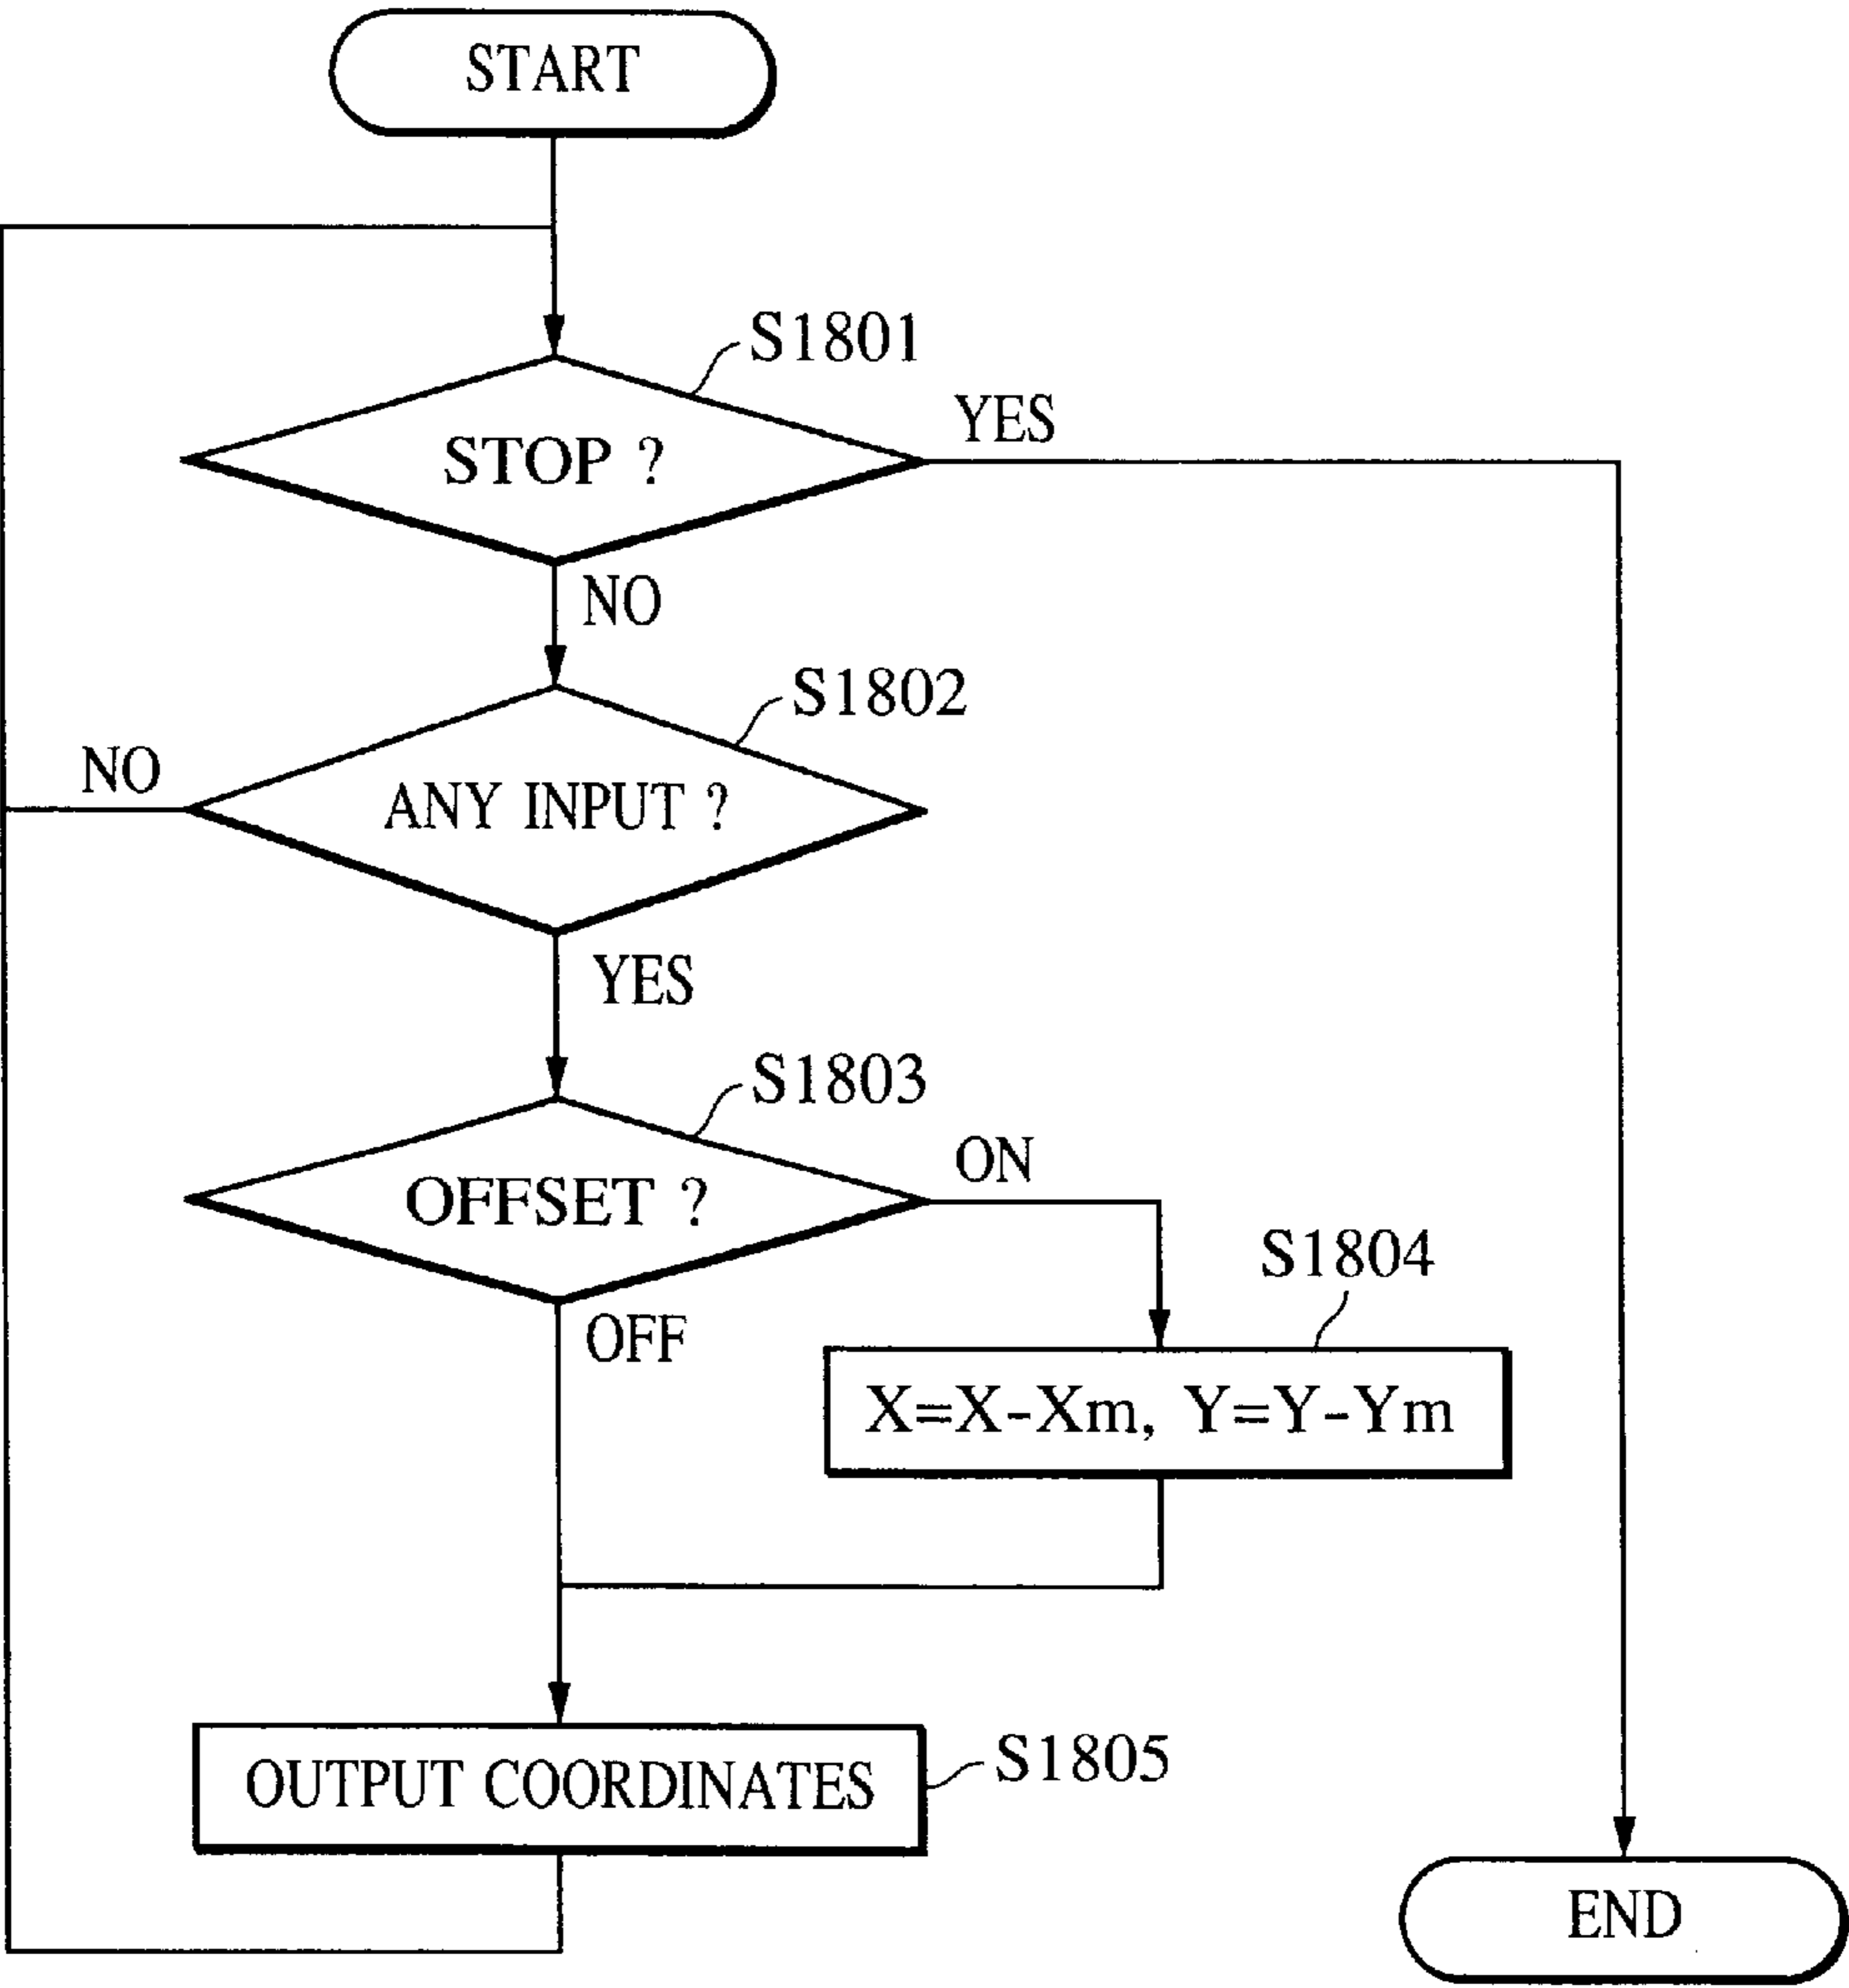 START
S1801
YES
STOP ?
NO
S1802
NO
ANY INPUT ?
YES
S1803
ON
OFFSET ?
S1804
OFF
X=X-Xm, Y=Y-Ym
OUTPUT COORDINATES
S1805
END